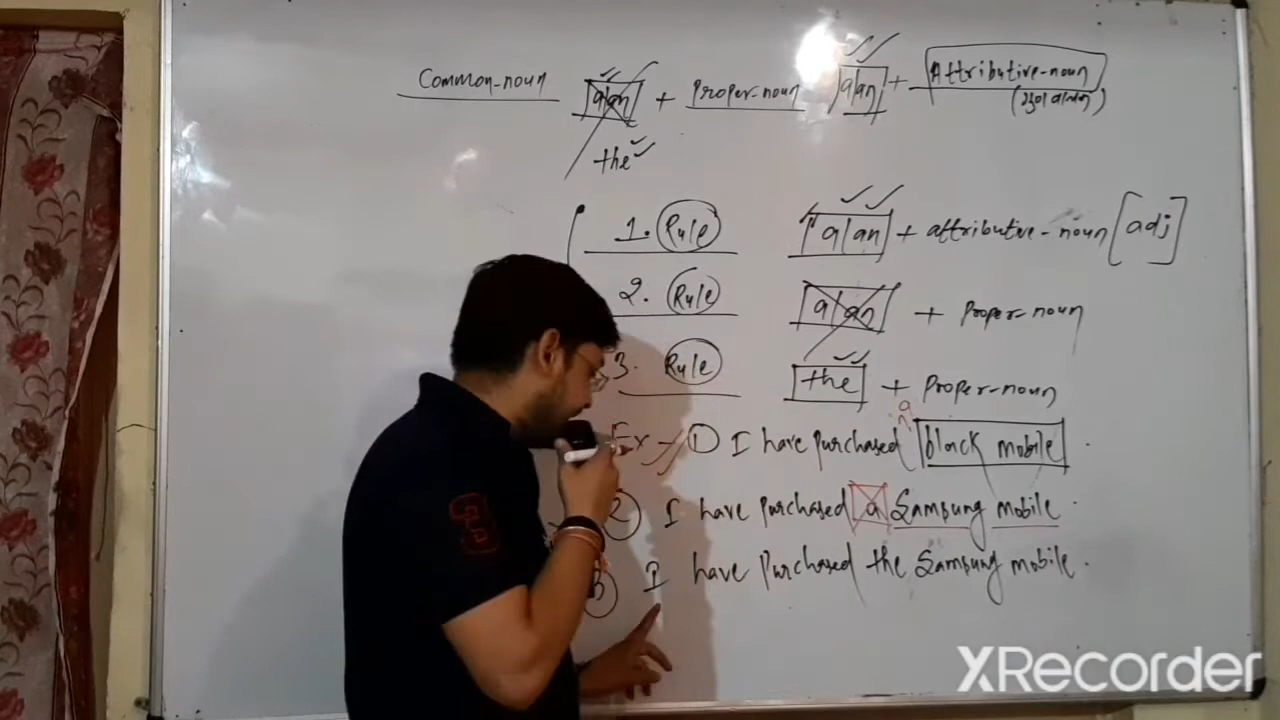 Common-noun a/an + Proper-noun a/an + Attributive-noun
(गुणवाचक)
the
1. Rule a/an + attributive-noun [adj]
2. Rule a/an + Proper-noun
3. Rule the + Proper-noun
Ex- 1 I have purchased a black mobile.
2 I have purchased a Samsung mobile.
I have purchased the Samsung mobile.
3
XRecorder